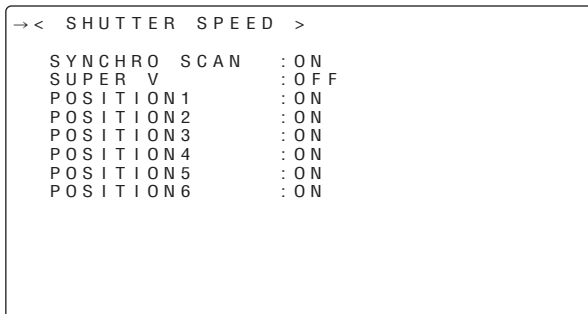 →< SHUTTER SPEED >
SYNCHRO SCAN :ON
SUPER V :OFF
POSITION1 :ON
POSITION2 :ON
POSITION3 :ON
POSITION4 :ON
POSITION5 :ON
POSITION6 :ON